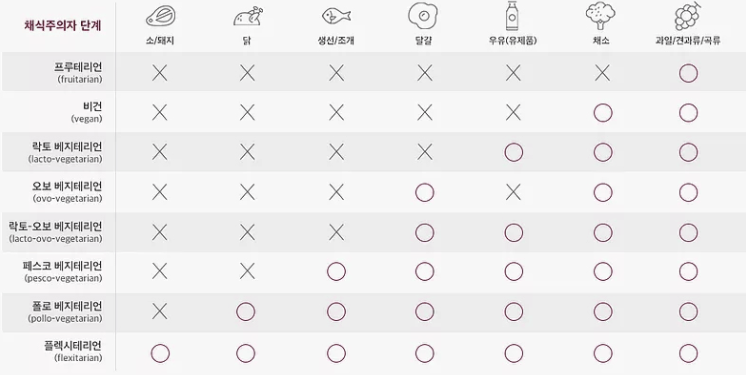 채식주의자 단계
소/돼지 닭 생선/조개 달걀 우유(유제품) 채소 과일/견과류/곡류
프루테리언
(fruitarian)
비건
(vegan)
락토 베지테리언
(lacto-vegetarian)
오보 베지테리언
(ovo-vegetarian)
락토-오보 베지테리언
(lacto-ovo-vegetarian)
페스코 베지테리언
(pesco-vegetarian)
폴로 베지테리언
(pollo-vegetarian)
플렉시테리언
(flexitarian)